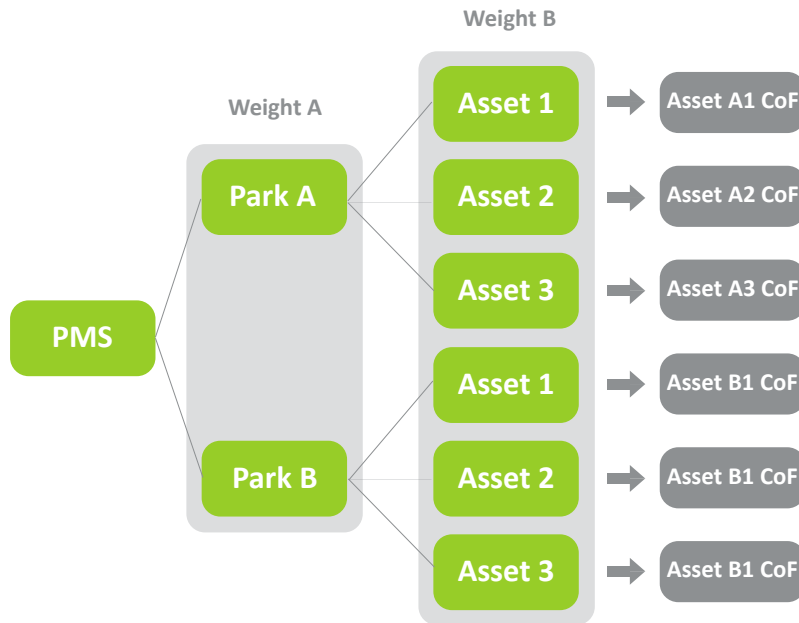 Weight B
Weight A
Asset 1
Asset A1 CoF
Park A
Asset 2
Asset A2 CoF
Asset 3
Asset A3 CoF
PMS
Asset 1
Asset B1 CoF
Park B
Asset 2
Asset B1 CoF
Asset 3
Asset B1 CoF